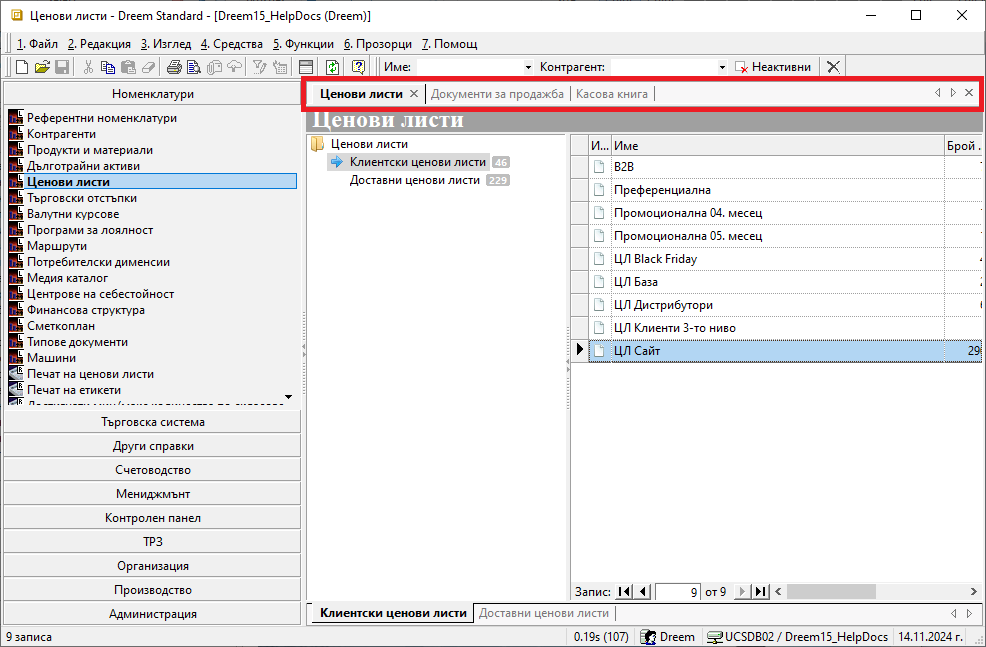 Ценови листи - Dreem Standard - [Dreem15_HelpDocs (Dreem)]
1. Файл 2. Редакция 3. Изглед 4. Средства 5. Функции 6. Прозорци 7. Помощ
Име: Контрагент: Неактивни
Номенклатури
Референтни номенклатури
Контрагенти
Продукти и материали
Дълготрайни активи
Ценови листи
Търговски отстъпки
Валутни курсове
Програми за лоялност
Маршрути
Потребителски дименсии
Медия каталог
Центрове на себестойност
Финансова структура
Сметкоплан
Типове документи
Машини
Печат на ценови листи
Печат на етикети
Търговска система
Други справки
Счетоводство
Мениджмънт
Контролен панел
ТРЗ
Организация
Производство
Администрация
Ценови листи Документи за продажба Касова книга
Ценови листи
Ценови листи
Клиентски ценови листи 46
Доставни ценови листи 229
И... Име Брой .
B2B
Преференциална
Промоционална 04. месец
Промоционална 05. месец
ЦЛ Black Friday
ЦЛ База
ЦЛ Дистрибутори
ЦЛ Клиенти 3-то ниво
ЦЛ Сайт
Запис: 9 от 9
Клиентски ценови листи Доставни ценови листи
9 записа 0.19s (107) Dreem UCSDB02 / Dreem15_HelpDocs 14.11.2024 г.